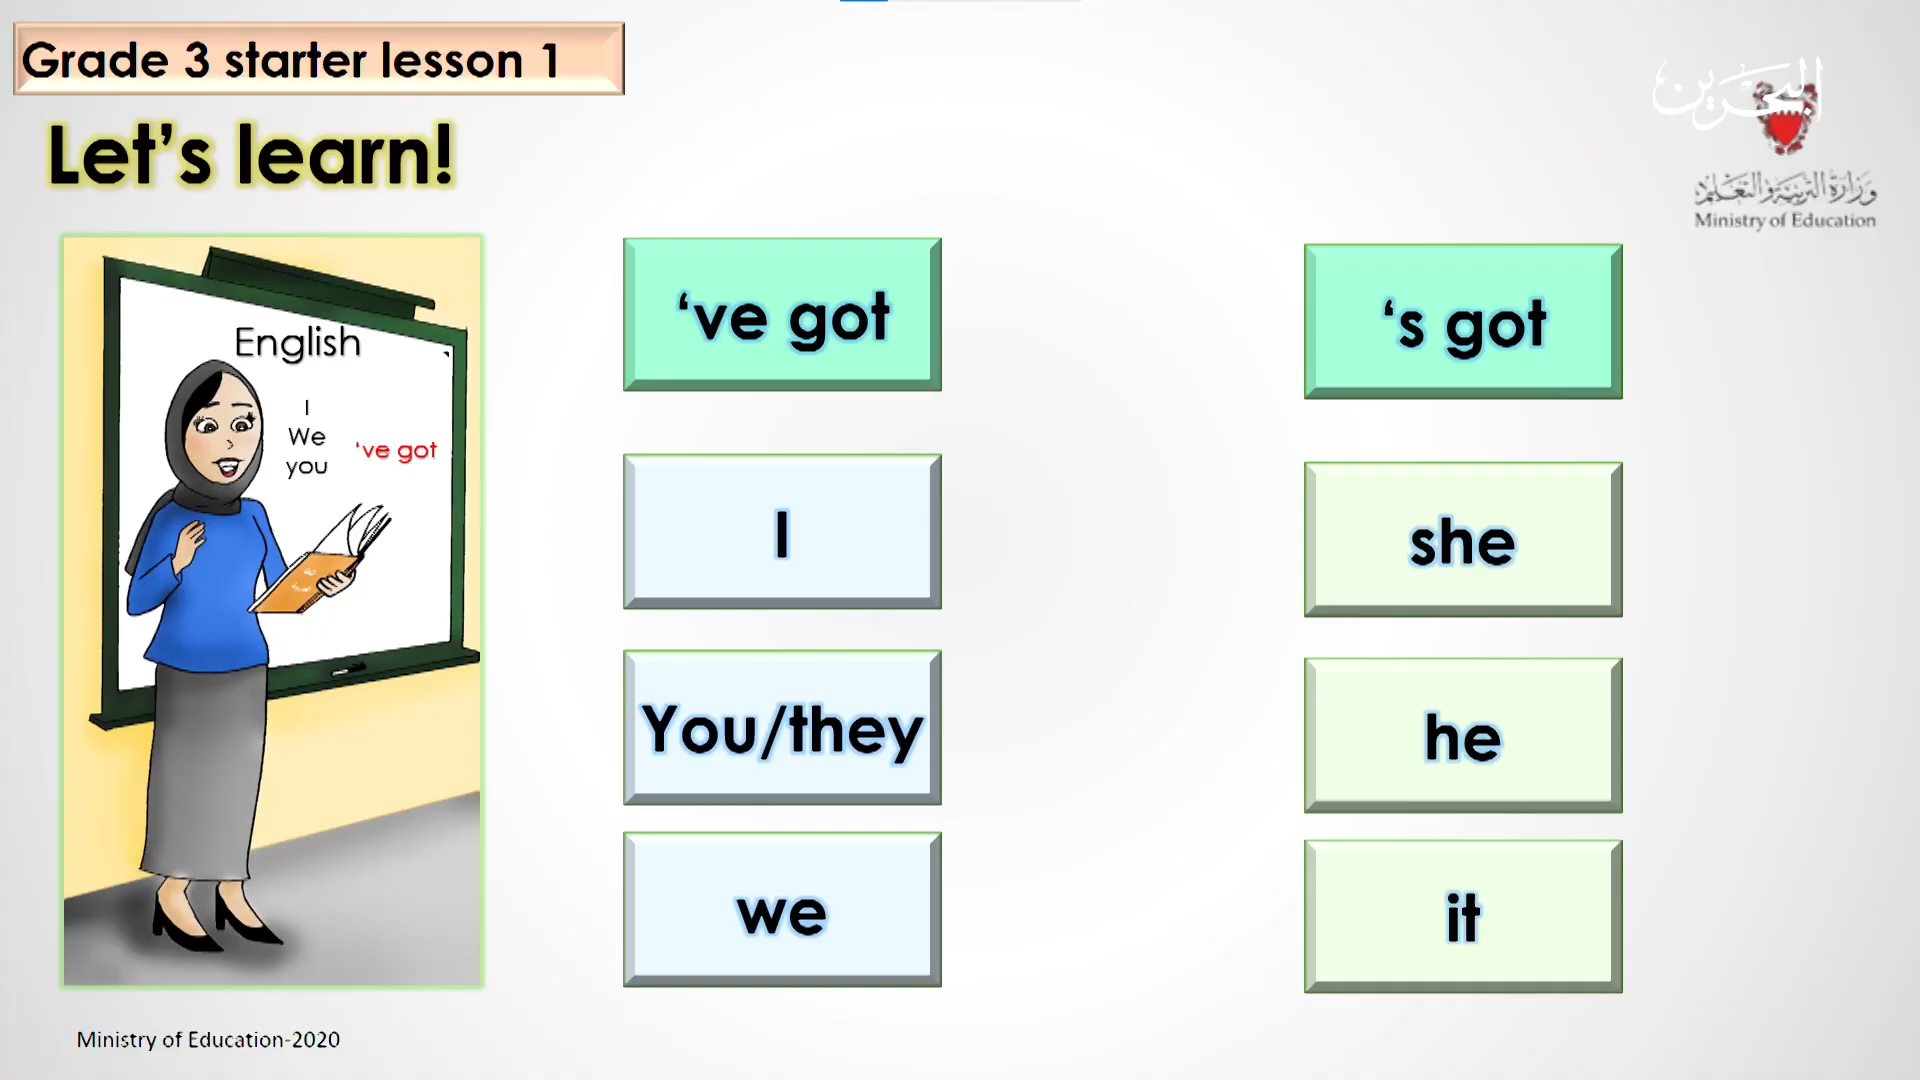 Grade 3 starter lesson 1
Let's learn!
البحرين
وزارة التربية والتعليم
Ministry of Education
English
I
We
you
‘ve got
‘ve got
I
You/they
we
‘s got
she
he
it
Ministry of Education-2020